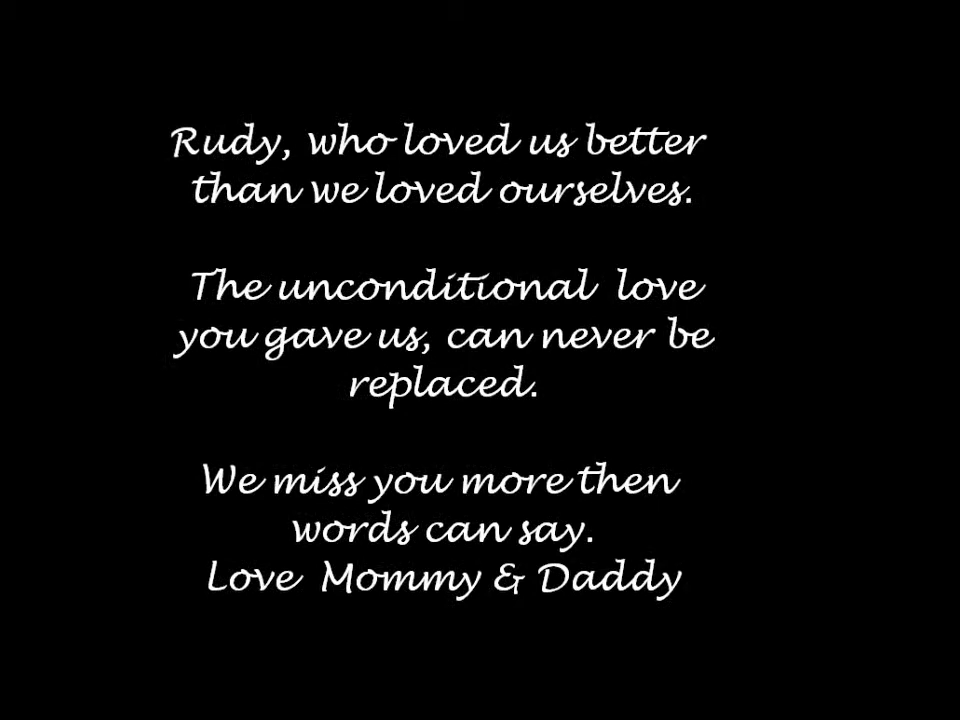 Rudy, who loved us better
than we loved ourselves.
The unconditional love
you gave us, can never be
replaced.
We miss you more then
words can say.
Love Mommy & Daddy